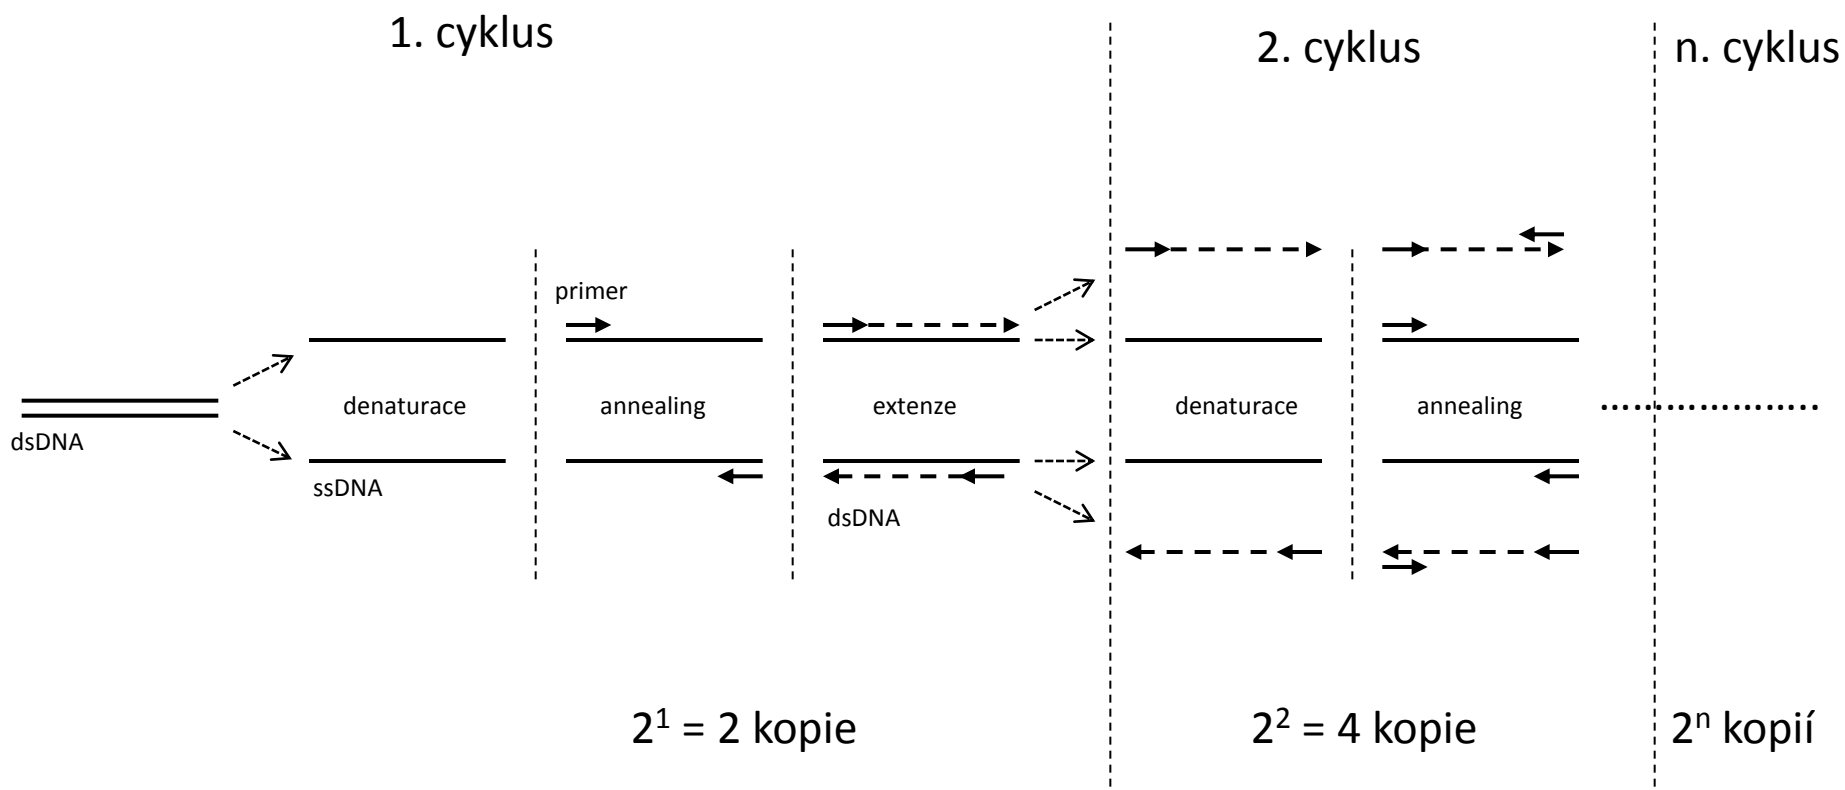 1. cyklus
2. cyklus
n. cyklus
primer
denaturace
annealing
extenze
denaturace
annealing
dsDNA
ssDNA
dsDNA
2¹ = 2 kopie
2² = 4 kopie
2ⁿ kopií